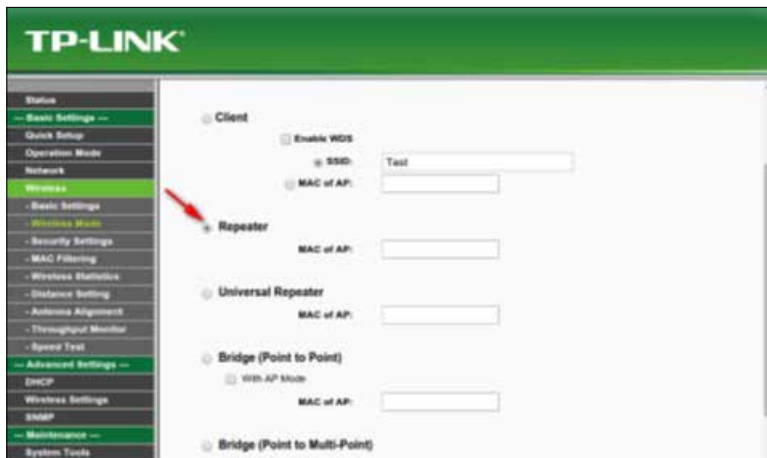 TP-LINK
Status
— Basic Settings —
Quick Setup
Operation Mode
Network
Wireless
- Basic Settings
- Wireless Mode
- Security Settings
- MAC Filtering
- Wireless Statistics
- Distance Setting
- Antenna Alignment
- Throughput Monitor
- Speed Test
— Advanced Settings —
DHCP
Wireless Settings
SNMP
— Maintenance —
System Tools
Client
Enable WDS
SSID: Test
MAC of AP:
Repeater
MAC of AP:
Universal Repeater
MAC of AP:
Bridge (Point to Point)
With AP Mode
MAC of AP:
Bridge (Point to Multi-Point)